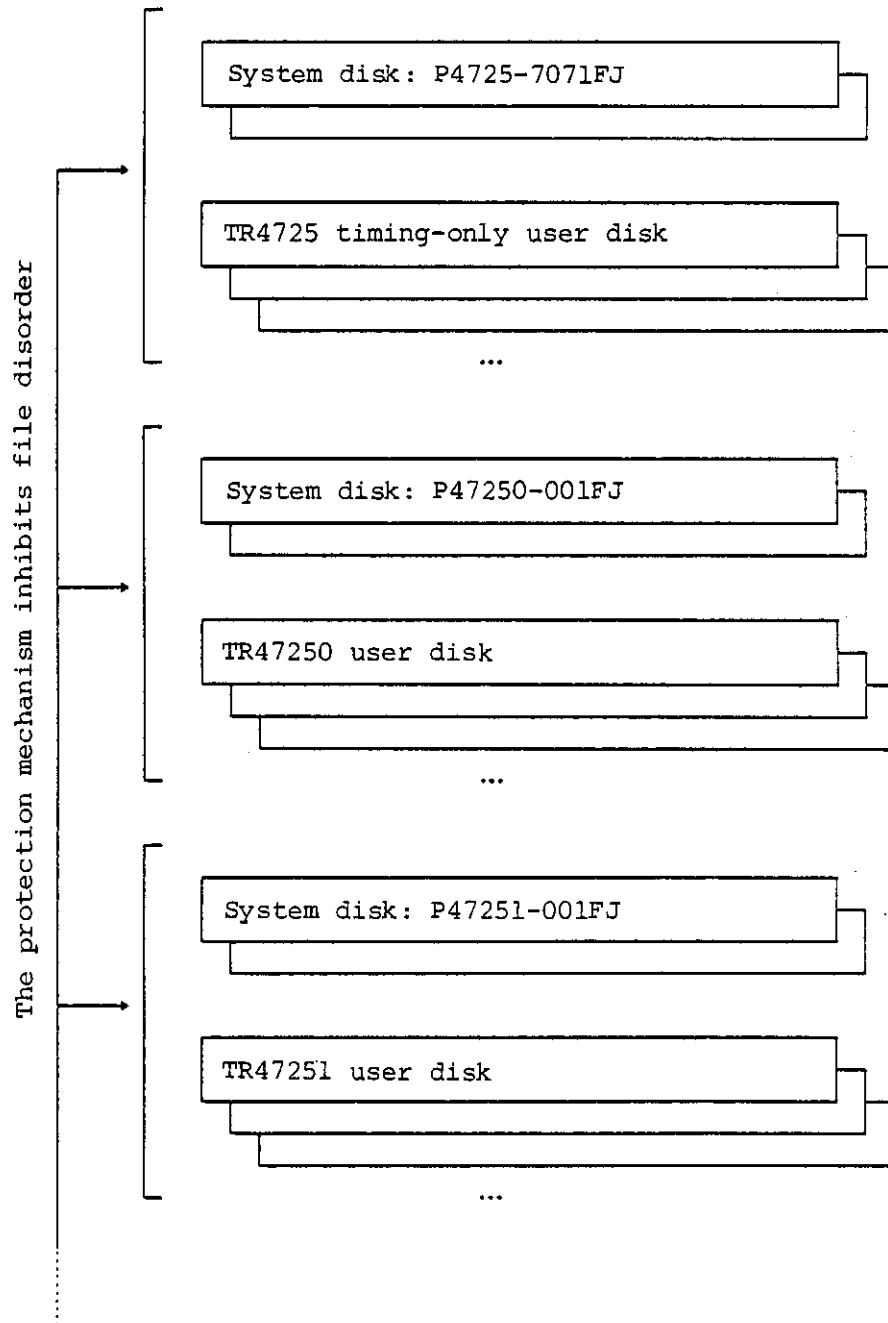 The protection mechanism inhibits file disorder
System disk: P4725-7071FJ
TR4725 timing-only user disk
...
System disk: P47250-001FJ
TR47250 user disk
...
System disk: P47251-001FJ
TR47251 user disk
...